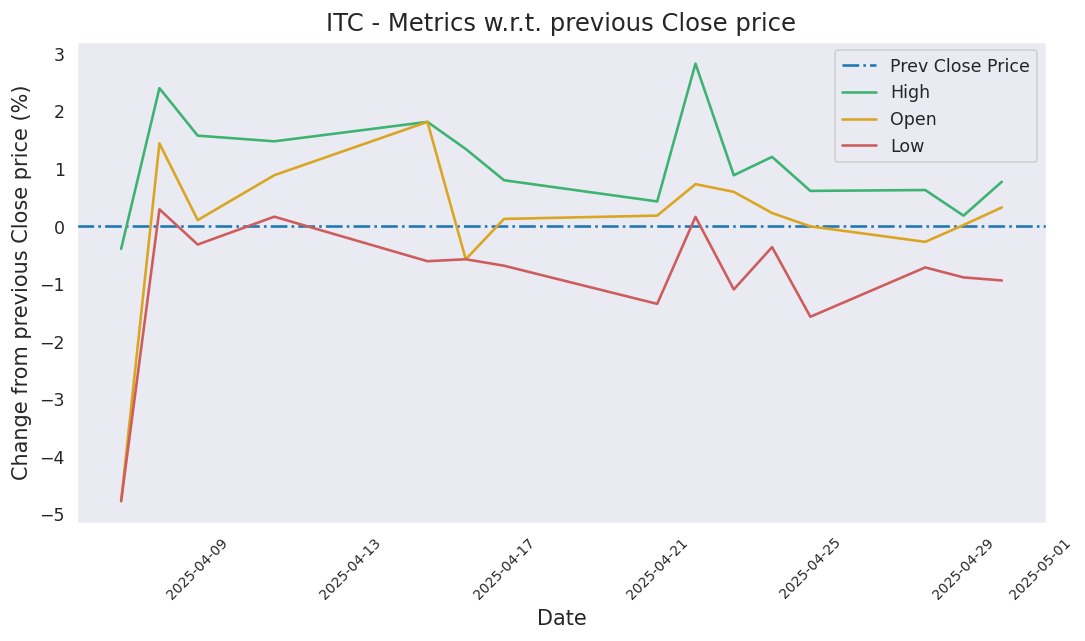 ITC - Metrics w.r.t. previous Close price
Change from previous Close price (%)
3
2
1
0
−1
−2
−3
−4
−5
Prev Close Price
High
Open
Low
2025-04-09
2025-04-13
2025-04-17
2025-04-21
2025-04-25
2025-04-29
2025-05-01
Date